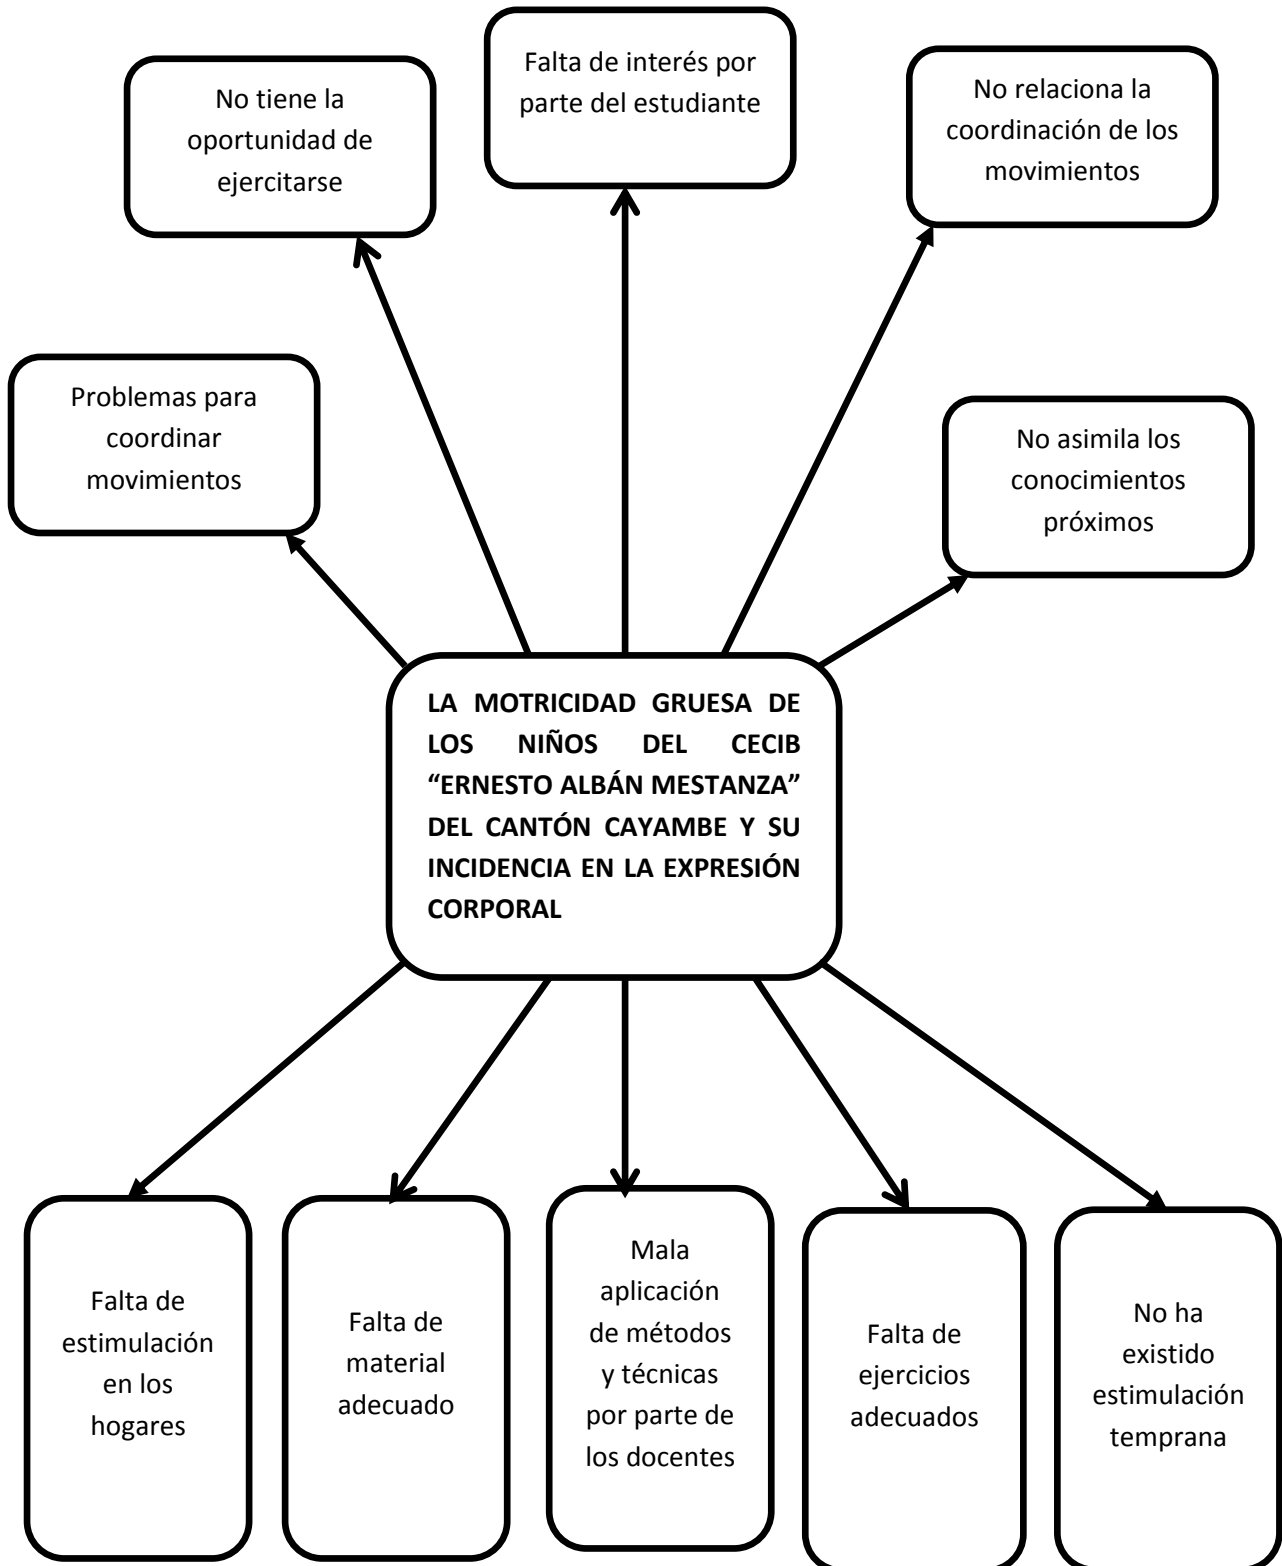 No tiene la
oportunidad de
ejercitarse
Falta de interés por
parte del estudiante
No relaciona la
coordinación de los
movimientos
Problemas para
coordinar
movimientos
No asimila los
conocimientos
próximos
LA MOTRICIDAD GRUESA DE
LOS NIÑOS DEL CECIB
“ERNESTO ALBÁN MESTANZA”
DEL CANTÓN CAYAMBE Y SU
INCIDENCIA EN LA EXPRESIÓN
CORPORAL
Falta de
estimulación
en los
hogares
Falta de
material
adecuado
Mala
aplicación
de métodos
y técnicas
por parte de
los docentes
Falta de
ejercicios
adecuados
No ha
existido
estimulación
temprana